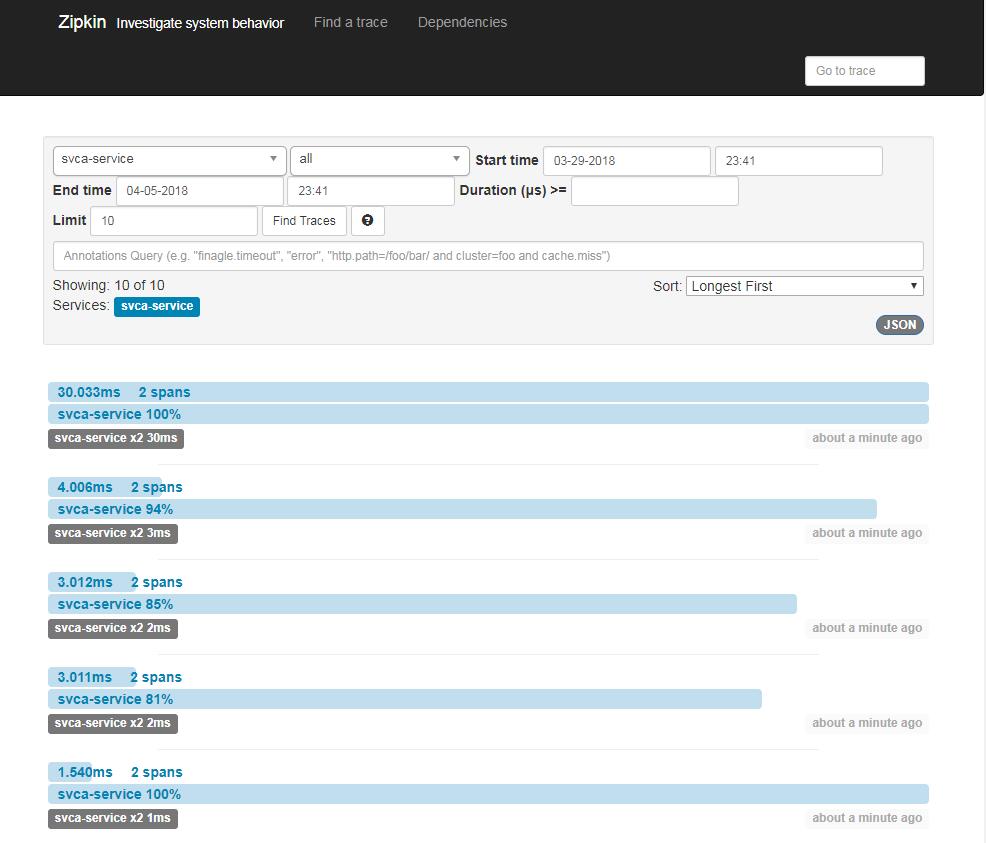 Zipkin Investigate system behavior Find a trace Dependencies
Go to trace
svca-service all Start time 03-29-2018 23:41
End time 04-05-2018 23:41 Duration (μs) >=
Limit 10 Find Traces ?
Annotations Query (e.g. "finagle.timeout", "error", "http.path=/foo/bar/ and cluster=foo and cache.miss")
Showing: 10 of 10
Sort: Longest First
Services: svca-service
JSON
30.033ms 2 spans
svca-service 100%
svca-service x2 30ms about a minute ago
4.006ms 2 spans
svca-service 94%
svca-service x2 3ms about a minute ago
3.012ms 2 spans
svca-service 85%
svca-service x2 2ms about a minute ago
3.011ms 2 spans
svca-service 81%
svca-service x2 2ms about a minute ago
1.540ms 2 spans
svca-service 100%
svca-service x2 1ms about a minute ago